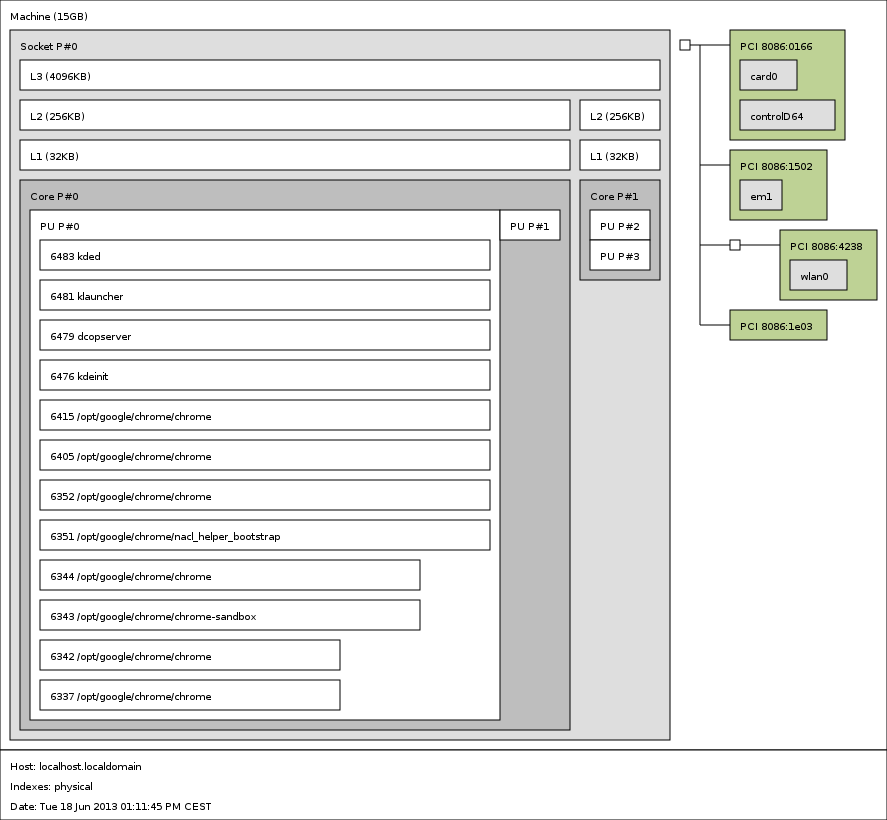 Machine (15GB)
Socket P#0
L3 (4096KB)
L2 (256KB)
L2 (256KB)
L1 (32KB)
L1 (32KB)
Core P#0
PU P#0
6483 kded
6481 klauncher
6479 dcopserver
6476 kdeinit
6415 /opt/google/chrome/chrome
6405 /opt/google/chrome/chrome
6352 /opt/google/chrome/chrome
6351 /opt/google/chrome/nacl_helper_bootstrap
6344 /opt/google/chrome/chrome
6343 /opt/google/chrome/chrome-sandbox
6342 /opt/google/chrome/chrome
6337 /opt/google/chrome/chrome
PU P#1
Core P#1
PU P#2
PU P#3
PCI 8086:0166
card0
controlD64
PCI 8086:1502
em1
PCI 8086:4238
wlan0
PCI 8086:1e03
Host: localhost.localdomain
Indexes: physical
Date: Tue 18 Jun 2013 01:11:45 PM CEST